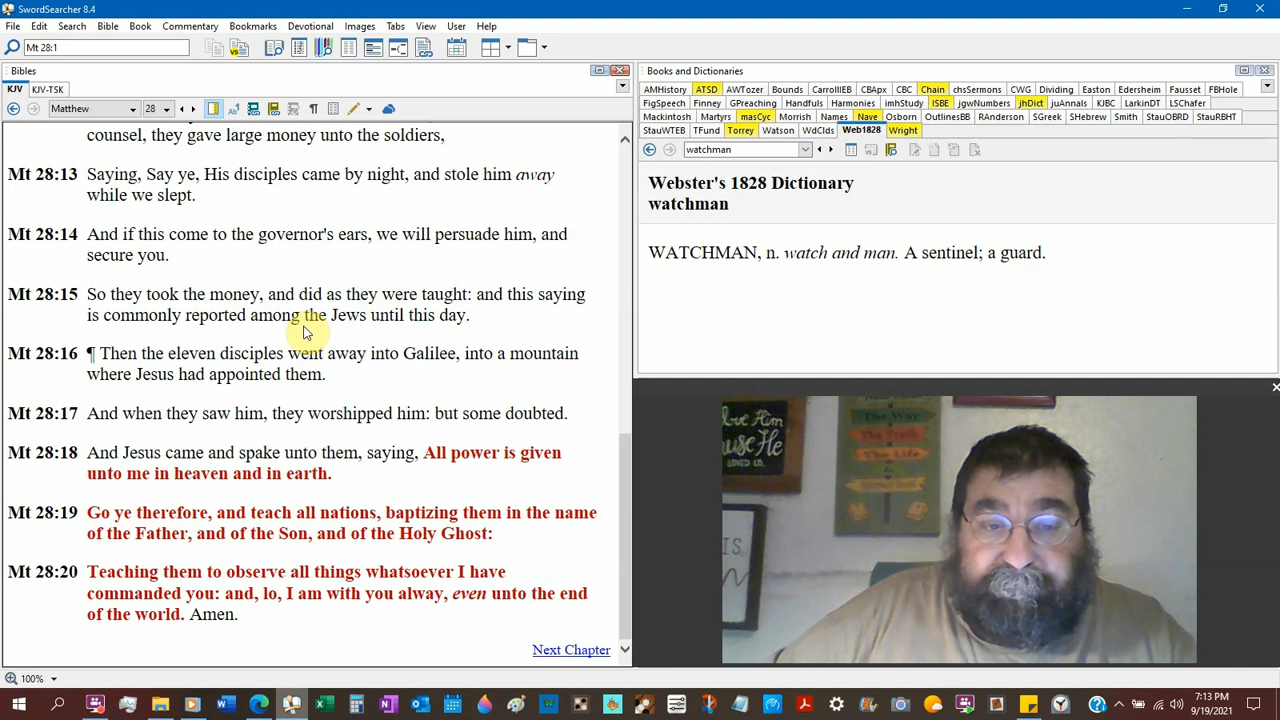 SwordSearcher 8.4
File Edit Search Bible Book Commentary Bookmarks Devotional Images Tabs View User Help
Mt 28:1
Bibles
KJV KJV-TSK
Matthew 28
counsel, they gave large money unto the soldiers,
Mt 28:13 Saying, Say ye, His disciples came by night, and stole him away
while we slept.
Mt 28:14 And if this come to the governor's ears, we will persuade him, and
secure you.
Mt 28:15 So they took the money, and did as they were taught: and this saying
is commonly reported among the Jews until this day.
Mt 28:16 ¶ Then the eleven disciples went away into Galilee, into a mountain
where Jesus had appointed them.
Mt 28:17 And when they saw him, they worshipped him: but some doubted.
Mt 28:18 And Jesus came and spake unto them, saying, All power is given
unto me in heaven and in earth.
Mt 28:19 Go ye therefore, and teach all nations, baptizing them in the name
of the Father, and of the Son, and of the Holy Ghost:
Mt 28:20 Teaching them to observe all things whatsoever I have
commanded you: and, lo, I am with you alway, even unto the end
of the world. Amen.
Next Chapter
100%
Books and Dictionaries
AMHistory ATSD AWTozer Bounds CarrollIEB CBApx CBC Chain chsSermons CWG Dividing Easton Edersheim Fausset FBHole
FigSpeech Finney GPreaching Handfuls Harmonies imhStudy ISBE jgwNumbers jhDict juAnnals KJBC LarkinDT LSChafer
Mackintosh Martyrs masCyc Morrish Names Nave Osborn OutlinesBB RAnderson SGreek SHebrew Smith StauOBRD StauRBHT
StauWTEB TFund Torrey Watson WdClds Web1828 Wright
watchman
Webster's 1828 Dictionary
watchman
WATCHMAN, n. watch and man. A sentinel; a guard.
The Way
The Truth
The Life
7:13 PM
9/19/2021